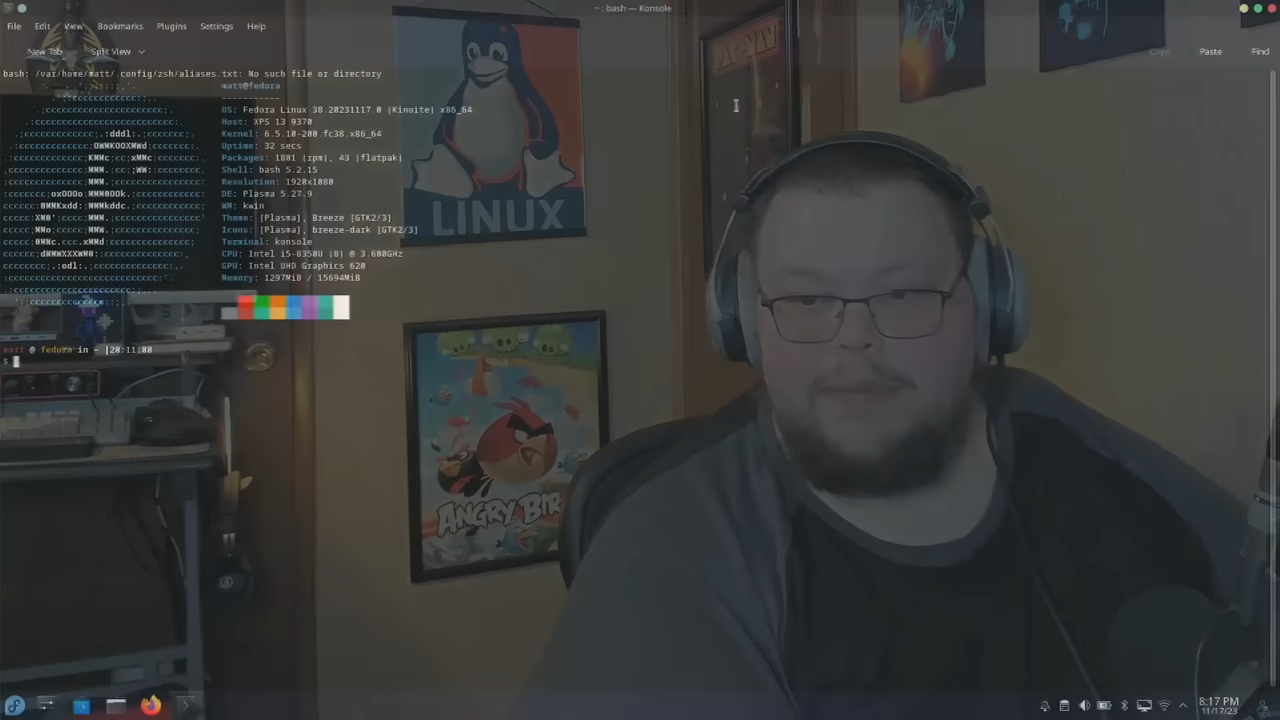 ~ : bash — Konsole
File Edit View Bookmarks Plugins Settings Help
New Tab Split View Copy Paste Find
bash: /var/home/matt/.config/zsh/aliases.txt: No such file or directory
matt@fedora
-----------
OS: Fedora Linux 38.20231117.0 (Kinoite) x86_64
Host: XPS 13 9370
Kernel: 6.5.10-200.fc38.x86_64
Uptime: 32 secs
Packages: 1881 (rpm), 43 (flatpak)
Shell: bash 5.2.15
Resolution: 1920x1080
DE: Plasma 5.27.9
WM: kwin
Theme: [Plasma], Breeze [GTK2/3]
Icons: [Plasma], breeze-dark [GTK2/3]
Terminal: konsole
CPU: Intel i5-8350U (8) @ 3.600GHz
GPU: Intel UHD Graphics 620
Memory: 1297MiB / 15694MiB
matt @ fedora in ~ |20:11:08
$
LINUX
ANGRY BIR
8:17 PM
11/17/23